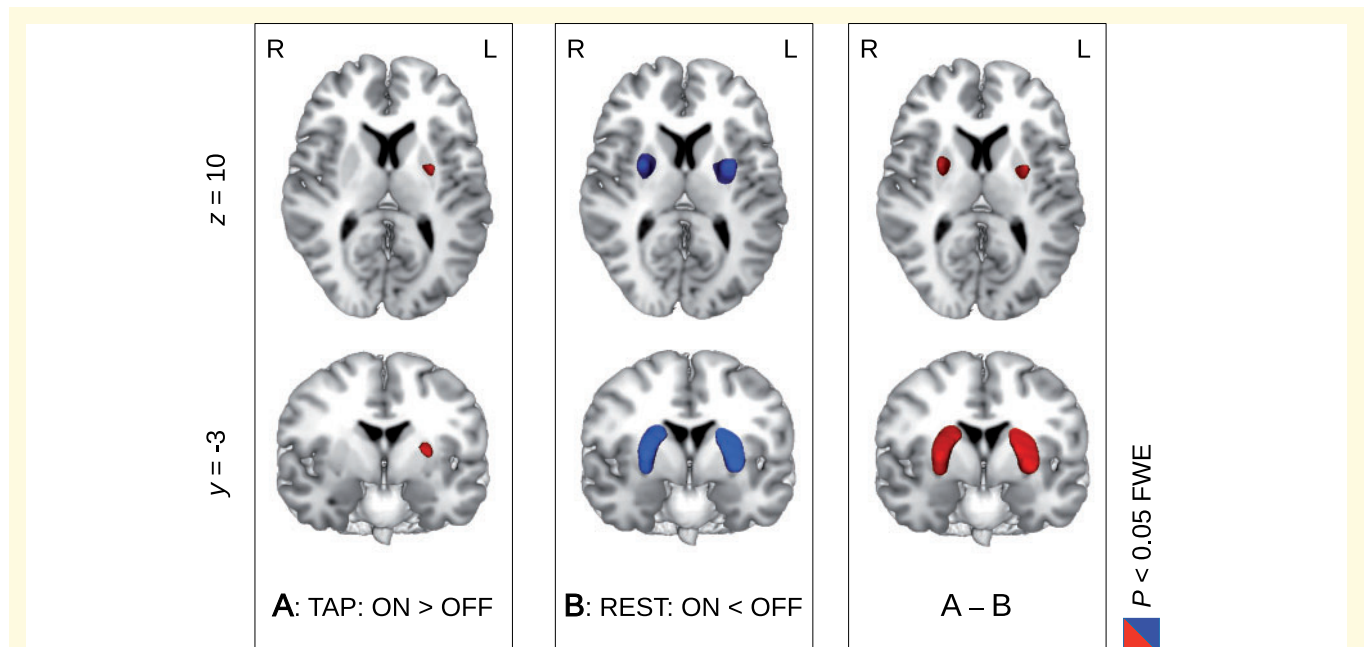 R L R L R L
z = 10
y = -3
P < 0.05 FWE
A: TAP: ON > OFF B: REST: ON < OFF A – B